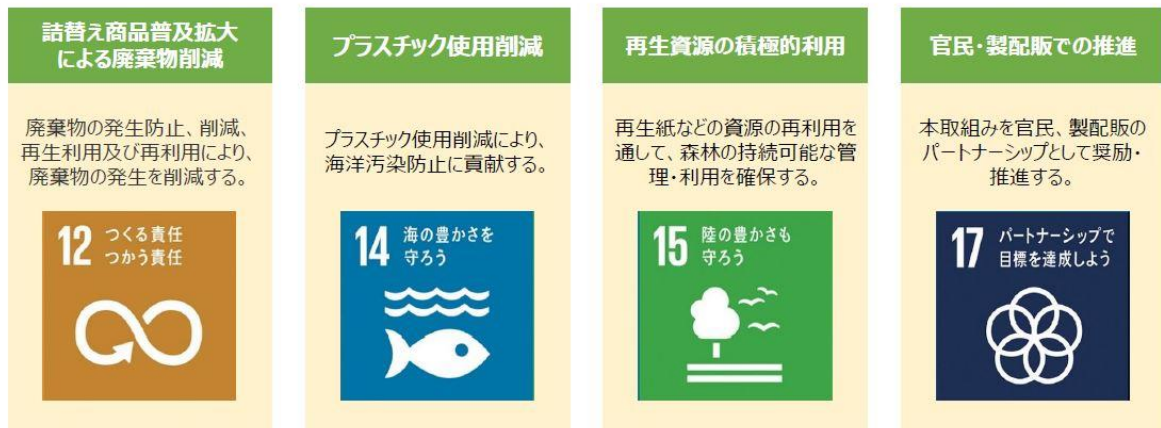 詰替え商品普及拡大
による廃棄物削減
廃棄物の発生防止、削減、
再生利用及び再利用により、
廃棄物の発生を削減する。
12 つくる責任
つかう責任
プラスチック使用削減
プラスチック使用削減により、
海洋汚染防止に貢献する。
14 海の豊かさを
守ろう
再生資源の積極的利用
再生紙などの資源の再利用を
通して、森林の持続可能な管
理・利用を確保する。
15 陸の豊かさも
守ろう
官民・製配販での推進
本取組みを官民、製配販の
パートナーシップとして奨励・
推進する。
17 パートナーシップで
目標を達成しよう